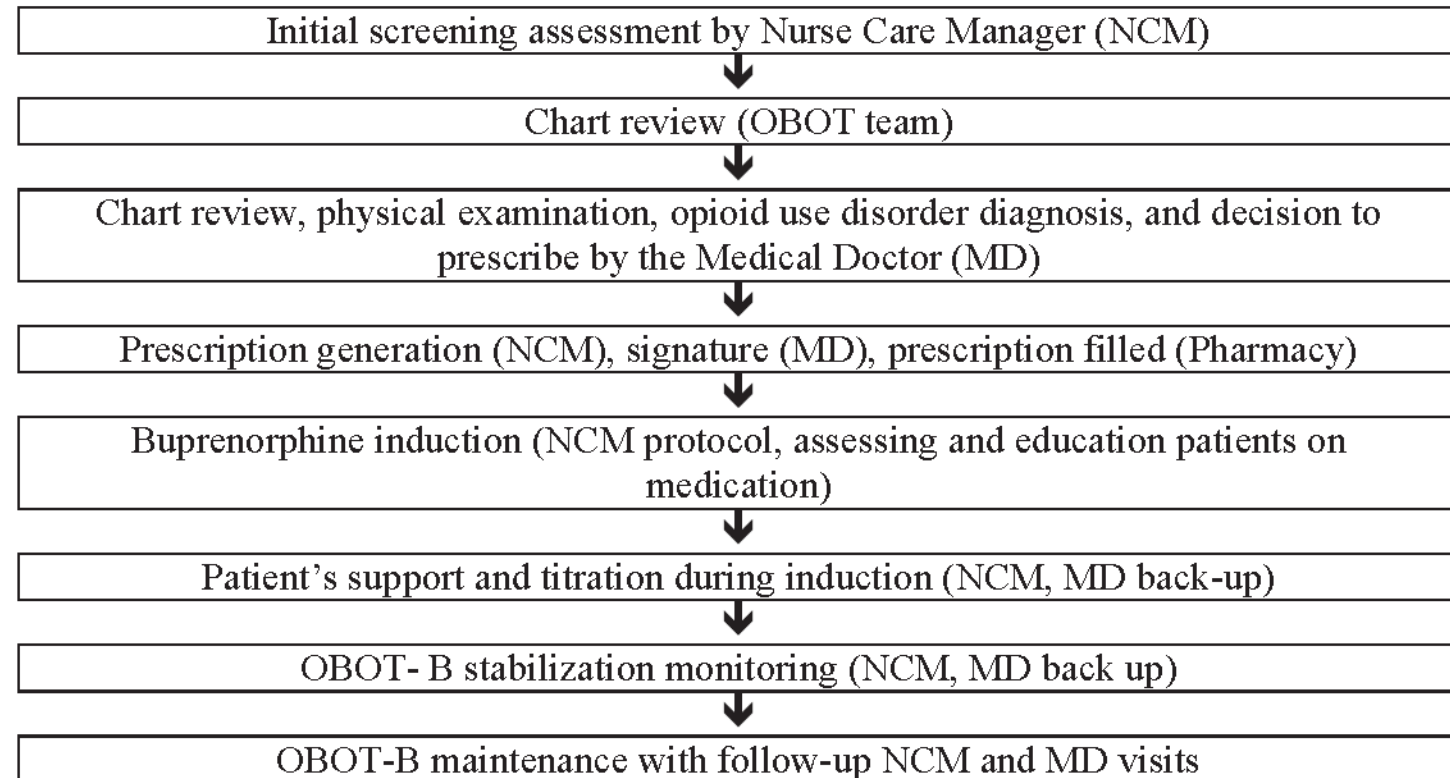 Initial screening assessment by Nurse Care Manager (NCM)
Chart review (OBOT team)
Chart review, physical examination, opioid use disorder diagnosis, and decision to
prescribe by the Medical Doctor (MD)
Prescription generation (NCM), signature (MD), prescription filled (Pharmacy)
Buprenorphine induction (NCM protocol, assessing and education patients on
medication)
Patient’s support and titration during induction (NCM, MD back-up)
OBOT- B stabilization monitoring (NCM, MD back up)
OBOT-B maintenance with follow-up NCM and MD visits